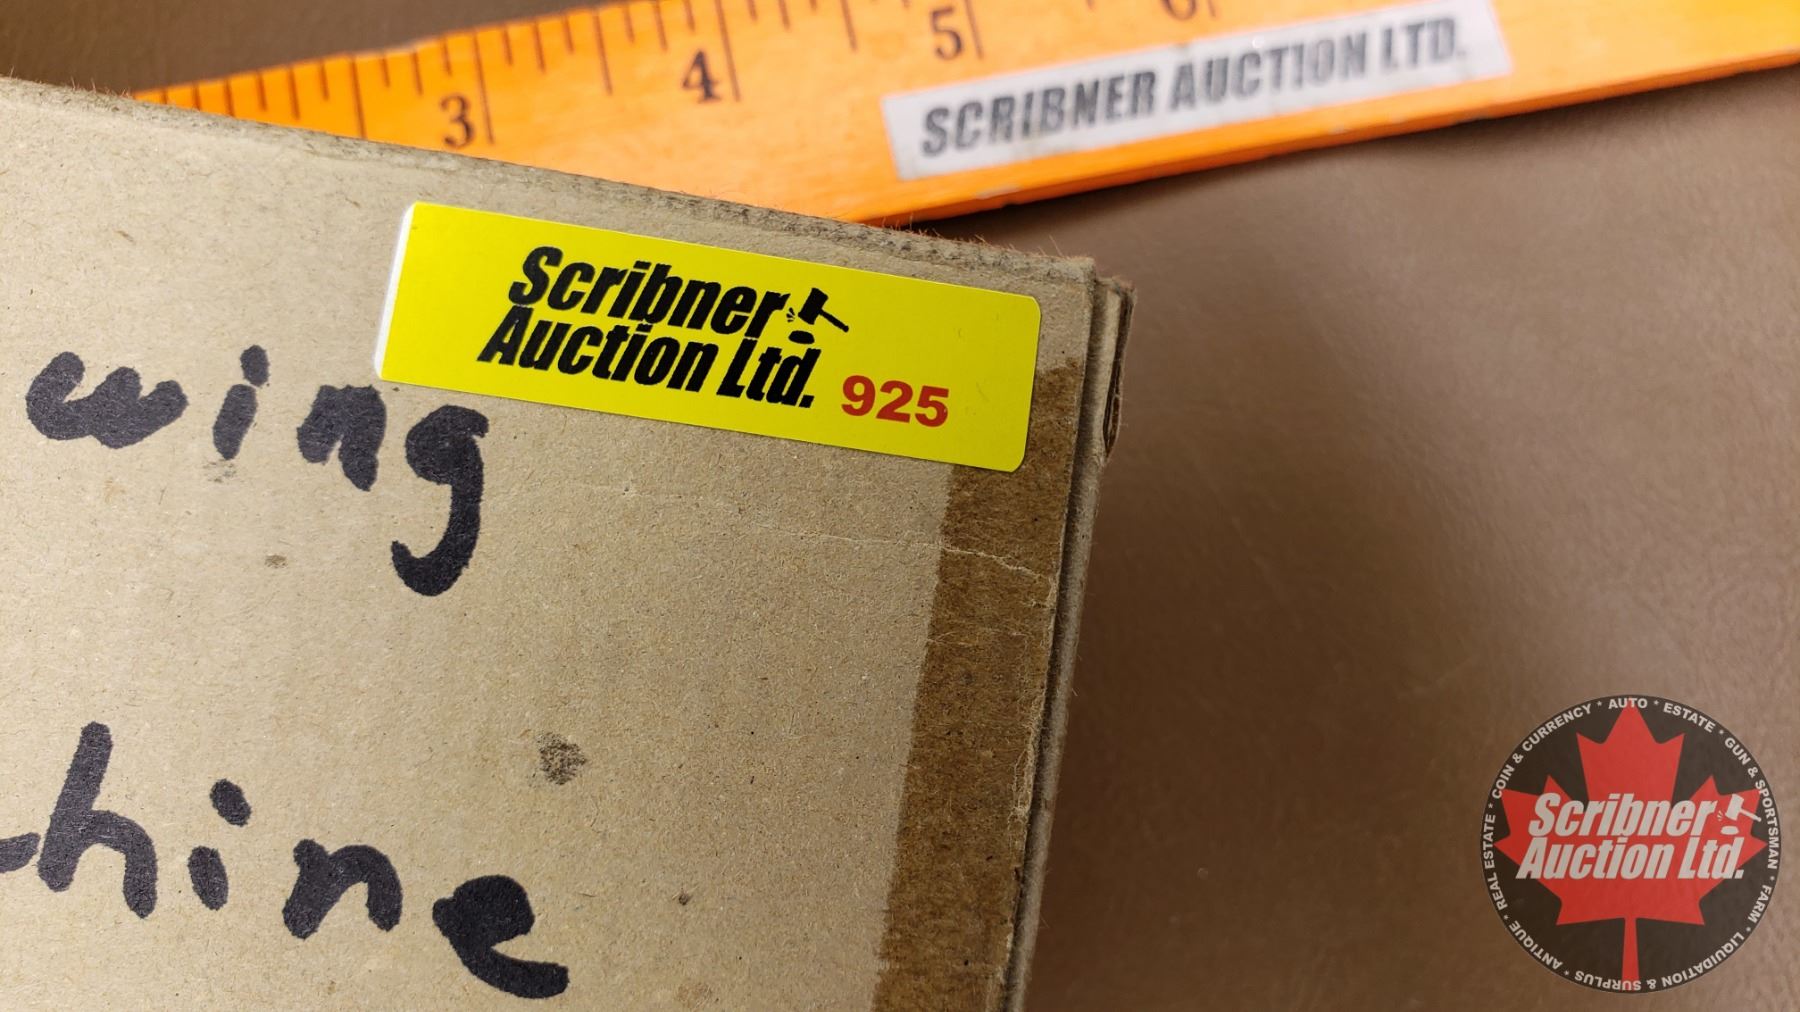 3 4 5 6
SCRIBNER AUCTION LTD.
Scribner
Auction Ltd. 925
wing
hine
COIN & CURRENCY * AUTO * ESTATE * GUN & SPORTSMAN * FARM * LIQUIDATION & SURPLUS * ANTIQUE * REAL ESTATE *
Scribner
Auction Ltd.